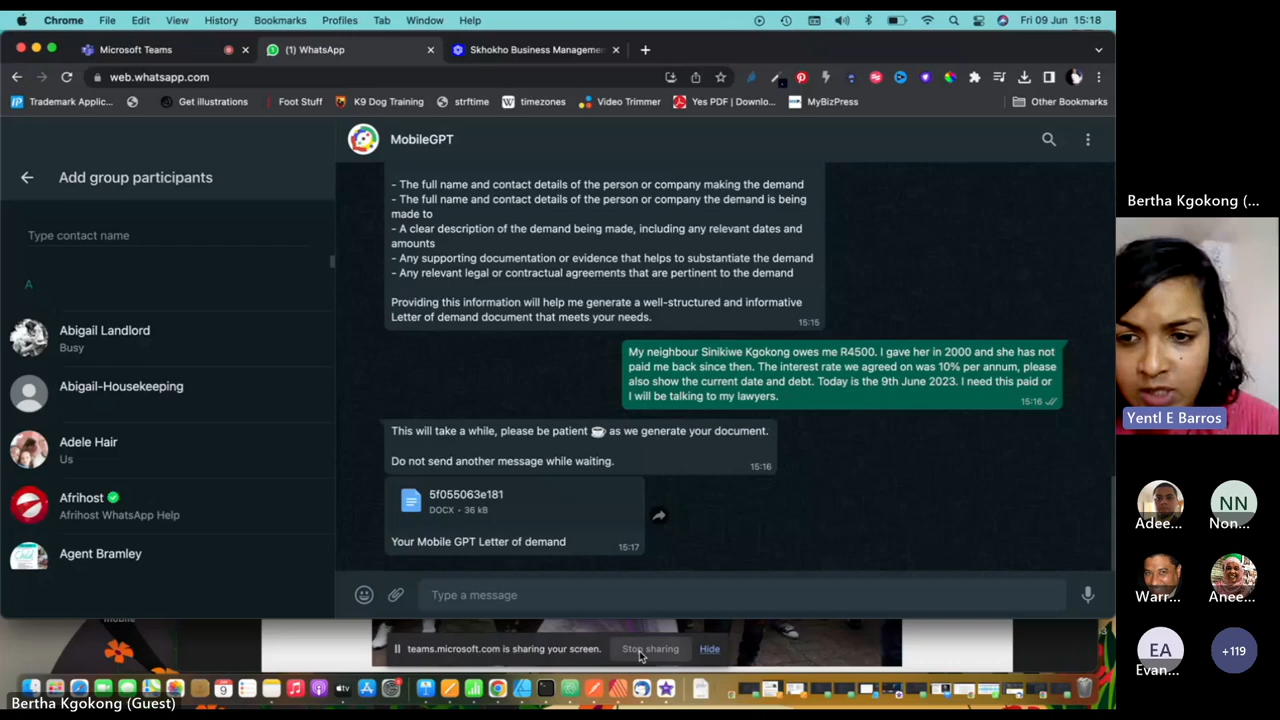 Chrome File Edit View History Bookmarks Profiles Tab Window Help Fri 09 Jun 15:18
Microsoft Teams
(1) WhatsApp
Skhokho Business Managemen
web.whatsapp.com
Trademark Applic... Get illustrations Foot Stuff K9 Dog Training strftime timezones Video Trimmer Yes PDF | Downlo... MyBizPress Other Bookmarks
Add group participants
Type contact name
A
Abigail Landlord
Busy
Abigail-Housekeeping
Adele Hair
Us
Afrihost
Afrihost WhatsApp Help
Agent Bramley
MobileGPT
- The full name and contact details of the person or company making the demand
- The full name and contact details of the person or company the demand is being
made to
- A clear description of the demand being made, including any relevant dates and
amounts
- Any supporting documentation or evidence that helps to substantiate the demand
- Any relevant legal or contractual agreements that are pertinent to the demand
Providing this information will help me generate a well-structured and informative
Letter of demand document that meets your needs.
15:15
My neighbour Sinikiwe Kgokong owes me R4500. I gave her in 2000 and she has not
paid me back since then. The interest rate we agreed on was 10% per annum, please
also show the current date and debt. Today is the 9th June 2023. I need this paid or
I will be talking to my lawyers.
15:16
This will take a while, please be patient ☕ as we generate your document.
Do not send another message while waiting.
15:16
5f055063e181
DOCX • 36 kB
Your Mobile GPT Letter of demand
15:17
Type a message
mobile
teams.microsoft.com is sharing your screen.
Stop sharing
Hide
Bertha Kgokong (Guest)
Bertha Kgokong (...
Yentl E Barros
Adee...
NN
Non...
Warr...
Anee...
EA
Evan...
+119